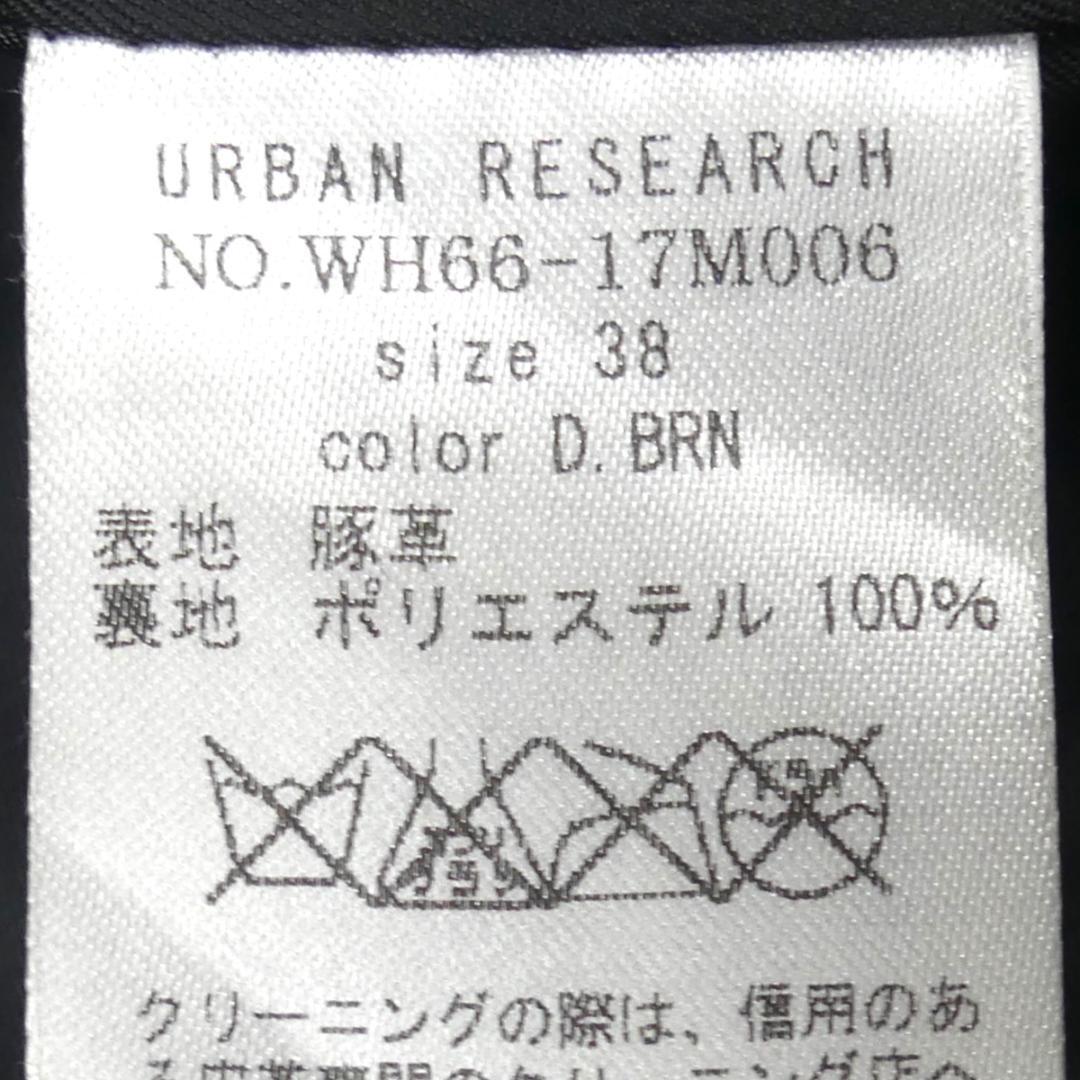 URBAN RESEARCH
NO.WH66-17M006
size 38
color D.BRN
表地 豚革
裏地 ポリエステル 100%
クリーニングの際は、信用のあ